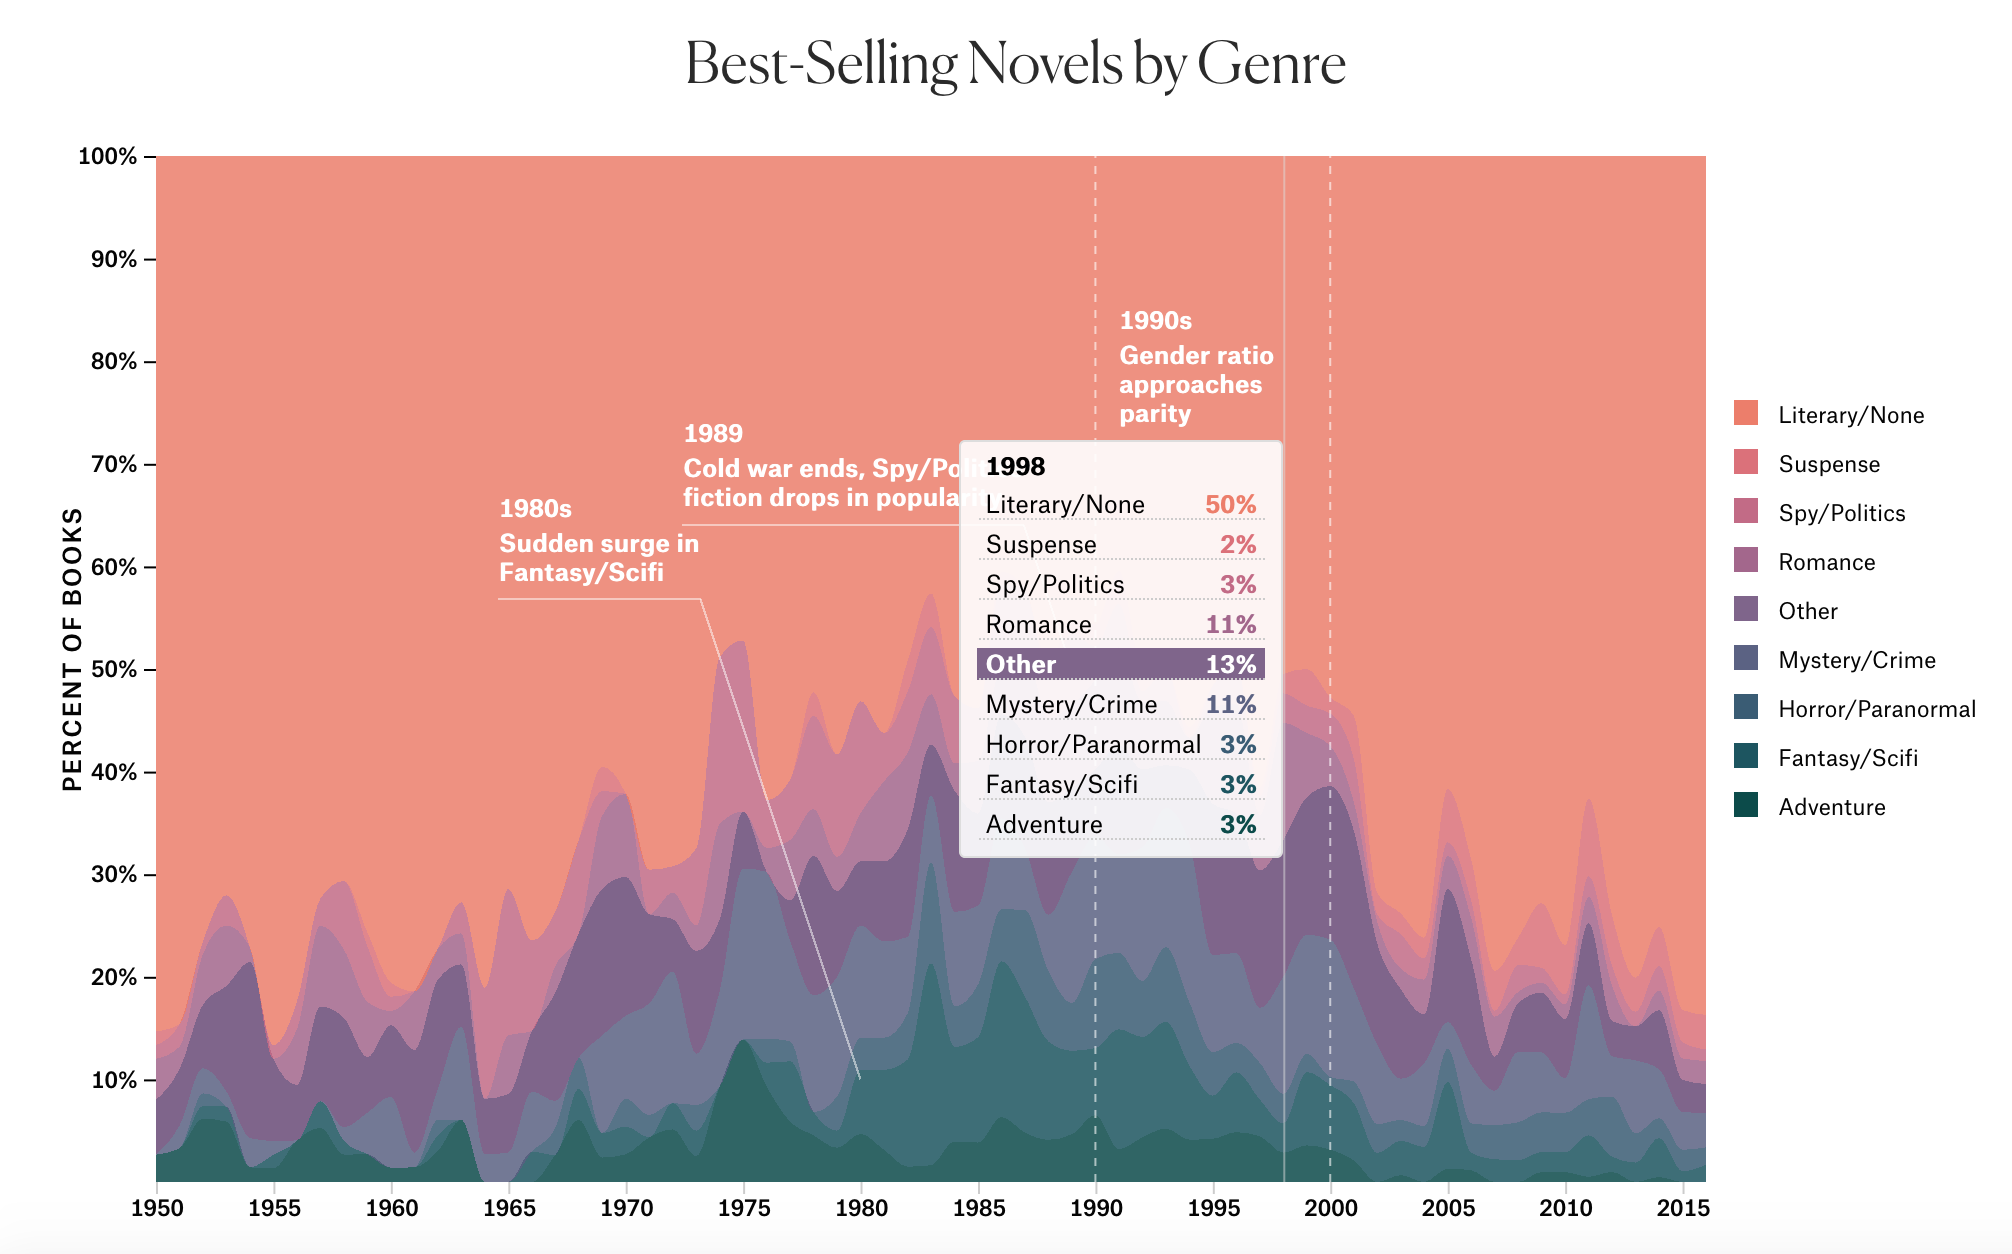 Best-Selling Novels by Genre
PERCENT OF BOOKS
100%
90%
80%
70%
60%
50%
40%
30%
20%
10%
1990s
Gender ratio
approaches
parity
1989
Cold war ends, Spy/Poli
fiction drops in popularity
1980s
Sudden surge in
Fantasy/Scifi
1998
Literary/None 50%
Suspense 2%
Spy/Politics 3%
Romance 11%
Other 13%
Mystery/Crime 11%
Horror/Paranormal 3%
Fantasy/Scifi 3%
Adventure 3%
Literary/None
Suspense
Spy/Politics
Romance
Other
Mystery/Crime
Horror/Paranormal
Fantasy/Scifi
Adventure
1950 1955 1960 1965 1970 1975 1980 1985 1990 1995 2000 2005 2010 2015